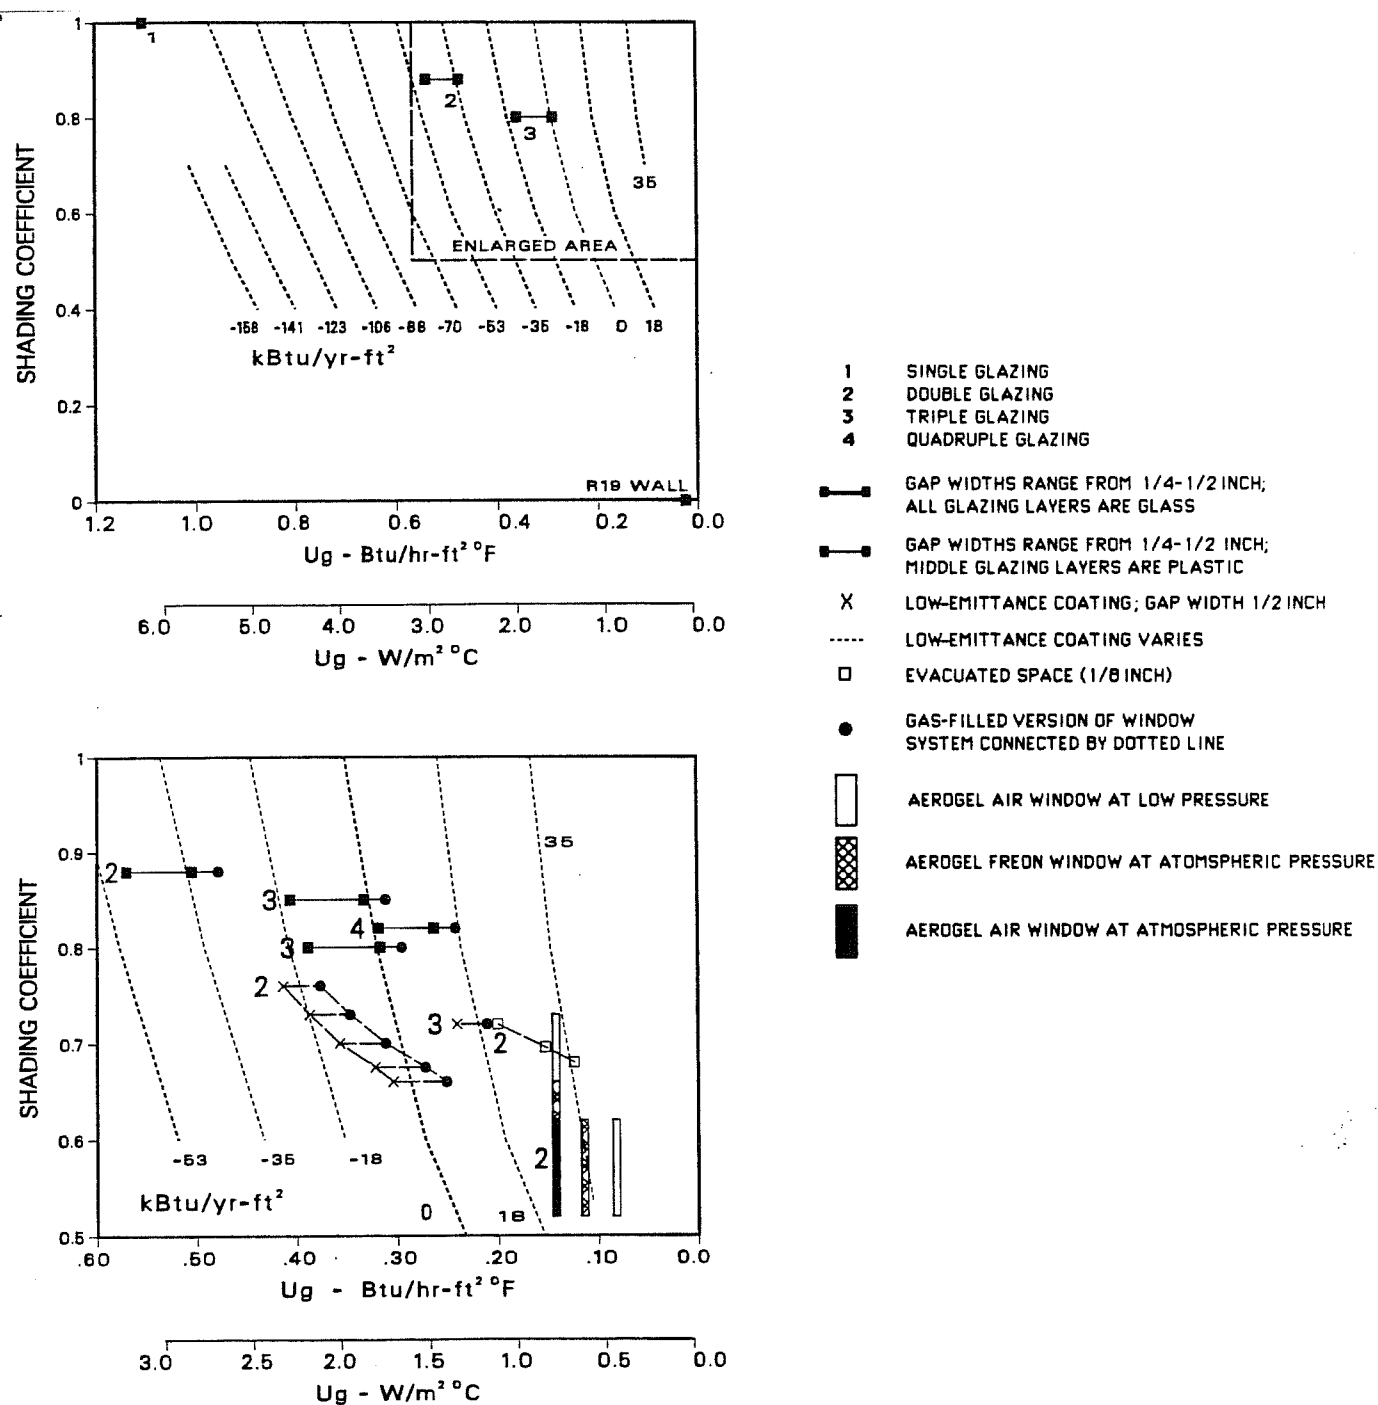 SHADING COEFFICIENT
1
0.8
0.6
0.4
0.2
0
1
2
3
35
ENLARGED AREA
-158 -141 -123 -106 -88 -70 -53 -35 -18 0 18
kBtu/yr-ft²
R19 WALL
1.2 1.0 0.8 0.6 0.4 0.2 0.0
Ug - Btu/hr-ft² °F
6.0 5.0 4.0 3.0 2.0 1.0 0.0
Ug - W/m² °C
1 SINGLE GLAZING
2 DOUBLE GLAZING
3 TRIPLE GLAZING
4 QUADRUPLE GLAZING
GAP WIDTHS RANGE FROM 1/4-1/2 INCH;
ALL GLAZING LAYERS ARE GLASS
GAP WIDTHS RANGE FROM 1/4-1/2 INCH;
MIDDLE GLAZING LAYERS ARE PLASTIC
LOW-EMITTANCE COATING; GAP WIDTH 1/2 INCH
LOW-EMITTANCE COATING VARIES
EVACUATED SPACE (1/8 INCH)
GAS-FILLED VERSION OF WINDOW
SYSTEM CONNECTED BY DOTTED LINE
AEROGEL AIR WINDOW AT LOW PRESSURE
AEROGEL FREON WINDOW AT ATOMSPHERIC PRESSURE
AEROGEL AIR WINDOW AT ATMOSPHERIC PRESSURE
SHADING COEFFICIENT
1
0.9
0.8
0.7
0.6
0.5
35
2
3
4
3
2
3
2
2
-53 -35 -18
kBtu/yr-ft²
0 18
.60 .50 .40 .30 .20 .10 0.0
Ug - Btu/hr-ft² °F
3.0 2.5 2.0 1.5 1.0 0.5 0.0
Ug - W/m² °C